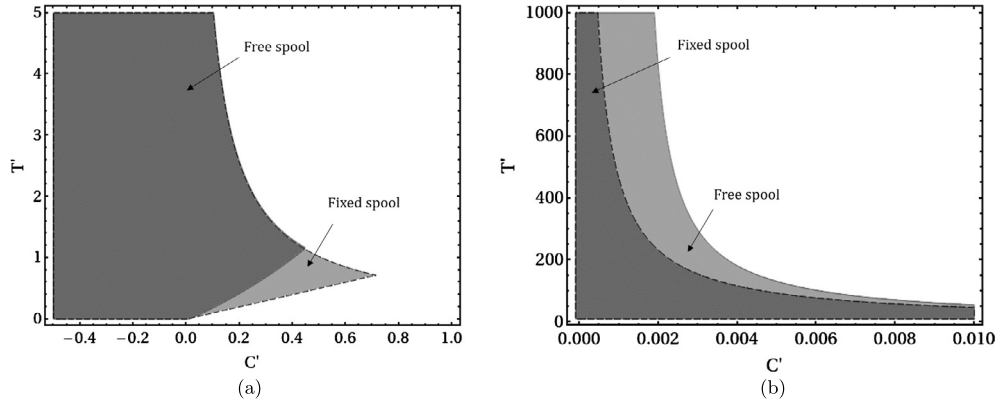 5
4
3
2
1
0
T'
Free spool
Fixed spool
−0.4 −0.2 0.0 0.2 0.4 0.6 0.8 1.0
C'
(a)
1000
800
600
400
200
0
T'
Fixed spool
Free spool
0.000 0.002 0.004 0.006 0.008 0.010
C'
(b)